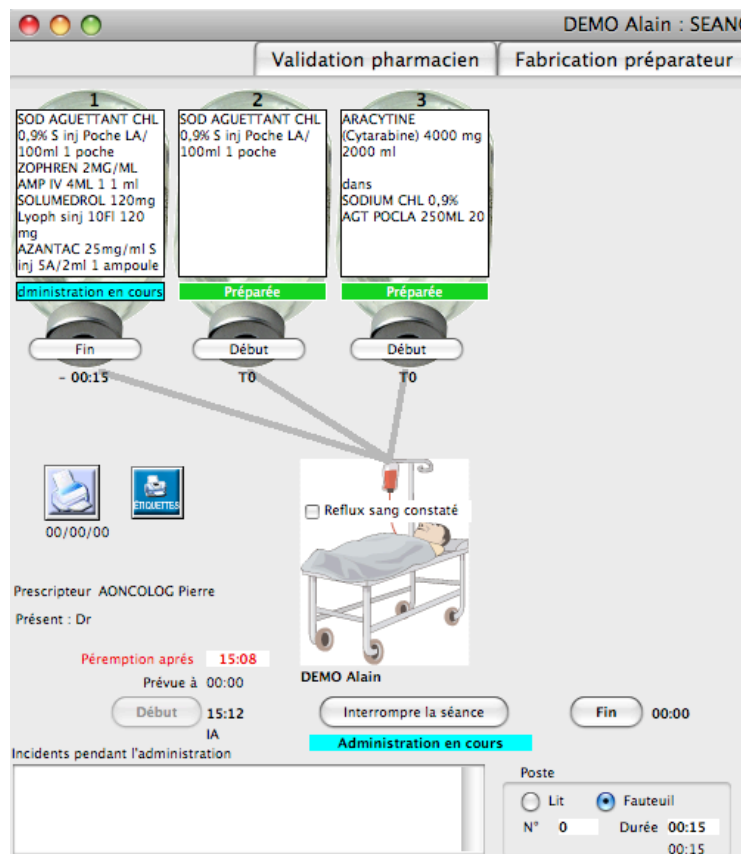 DEMO Alain : SEAN
Validation pharmacien
Fabrication préparateur
1
SOD AGUETTANT CHL
0,9% S inj Poche LA/
100ml 1 poche
ZOPHREN 2MG/ML
AMP IV 4ML 1 1 ml
SOLUMEDROL 120mg
Lyoph sinj 10Fl 120
mg
AZANTAC 25mg/ml S
inj 5A/2ml 1 ampoule
dministration en cours
Fin
- 00:15
2
SOD AGUETTANT CHL
0,9% S inj Poche LA/
100ml 1 poche
Préparée
Début
T0
3
ARACYTINE
(Cytarabine) 4000 mg
2000 ml
dans
SODIUM CHL 0,9%
AGT POCLA 250ML 20
Préparée
Début
T0
ETIQUETTES
00/00/00
Reflux sang constaté
Prescripteur AONCOLOG Pierre
Présent : Dr
Péremption aprés 15:08
Prévue à 00:00
DEMO Alain
Début 15:12
IA
Interrompre la séance
Fin 00:00
Administration en cours
Incidents pendant l'administration
Poste
Lit Fauteuil
N° 0 Durée 00:15
00:15